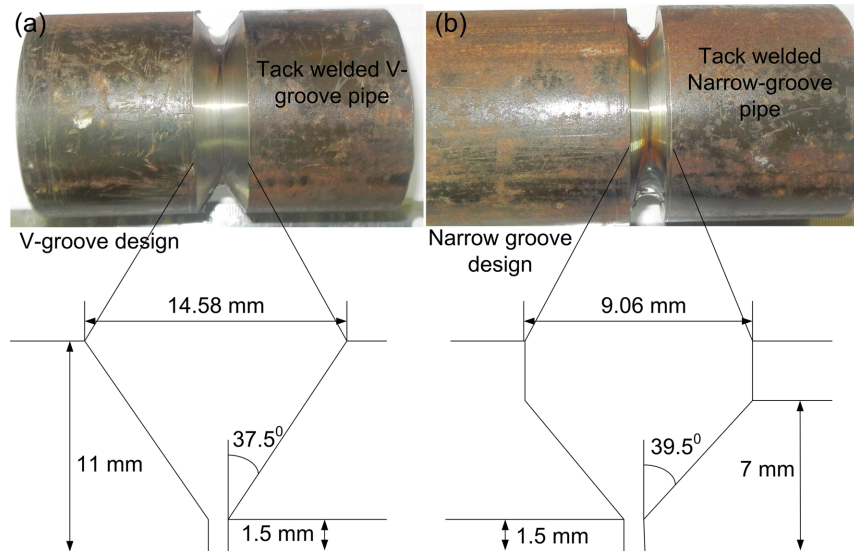 (a)
Tack welded V-
groove pipe
V-groove design
14.58 mm
37.5⁰
11 mm
1.5 mm
(b)
Tack welded
Narrow-groove
pipe
Narrow groove
design
9.06 mm
39.5⁰
7 mm
1.5 mm